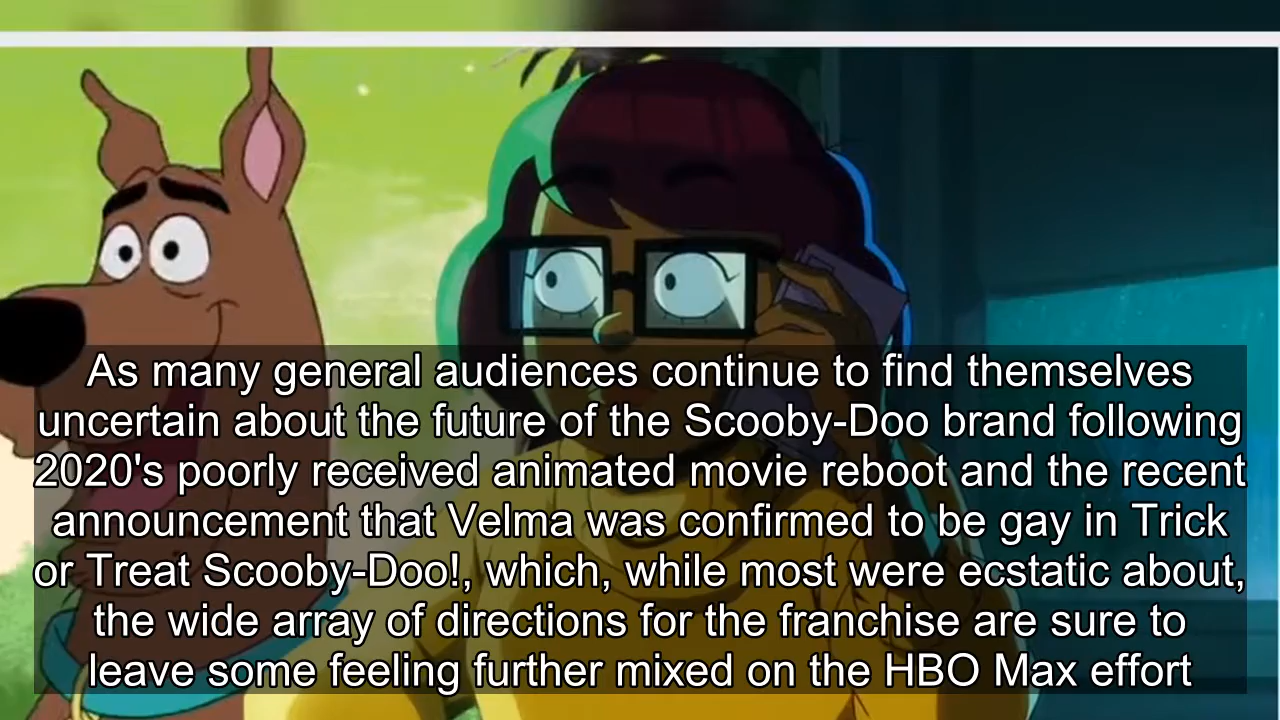 As many general audiences continue to find themselves
uncertain about the future of the Scooby-Doo brand following
2020's poorly received animated movie reboot and the recent
announcement that Velma was confirmed to be gay in Trick
or Treat Scooby-Doo!, which, while most were ecstatic about,
the wide array of directions for the franchise are sure to
leave some feeling further mixed on the HBO Max effort